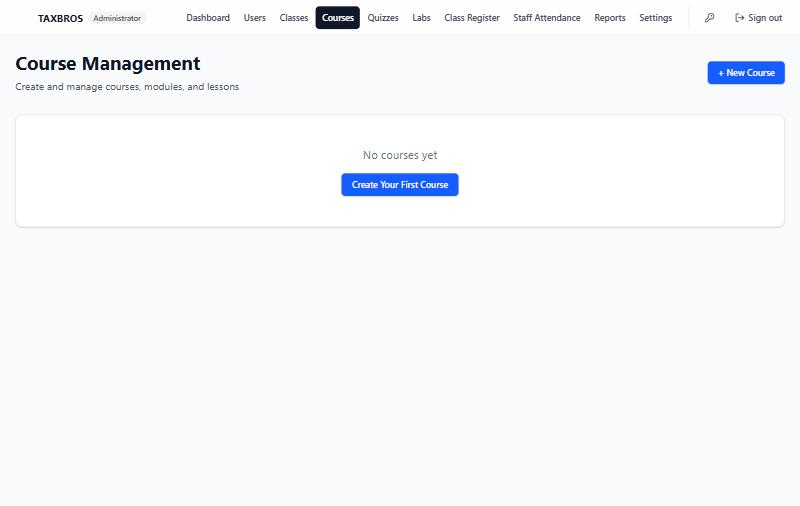 TAXBROS Administrator Dashboard Users Classes Courses Quizzes Labs Class Register Staff Attendance Reports Settings Sign out
Course Management
Create and manage courses, modules, and lessons
+ New Course
No courses yet
Create Your First Course